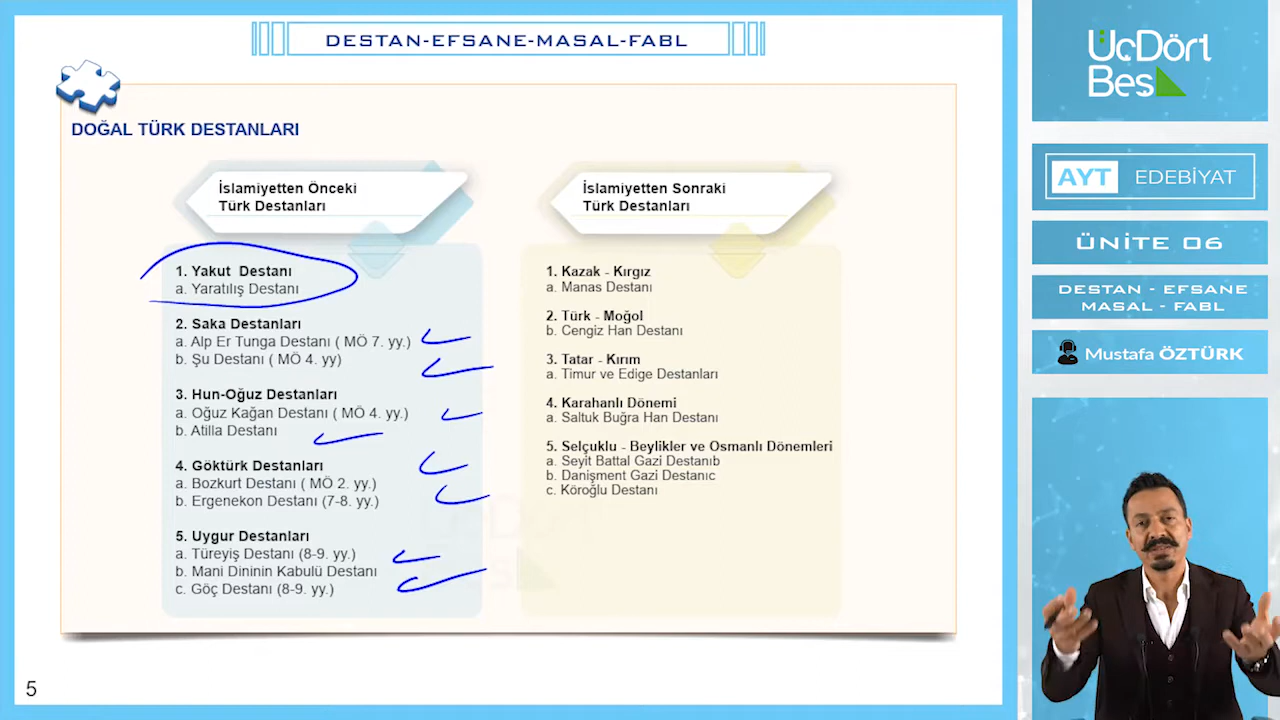 DESTAN-EFSANE-MASAL-FABL
DOĞAL TÜRK DESTANLARI
İslamiyetten Önceki
Türk Destanları
1. Yakut Destanı
a. Yaratılış Destanı
2. Saka Destanları
a. Alp Er Tunga Destanı ( MÖ 7. yy.)
b. Şu Destanı ( MÖ 4. yy)
3. Hun-Oğuz Destanları
a. Oğuz Kağan Destanı ( MÖ 4. yy.)
b. Atilla Destanı
4. Göktürk Destanları
a. Bozkurt Destanı ( MÖ 2. yy.)
b. Ergenekon Destanı (7-8. yy.)
5. Uygur Destanları
a. Türeyiş Destanı (8-9. yy.)
b. Mani Dininin Kabulü Destanı
c. Göç Destanı (8-9. yy.)
İslamiyetten Sonraki
Türk Destanları
1. Kazak - Kırgız
a. Manas Destanı
2. Türk - Moğol
b. Cengiz Han Destanı
3. Tatar - Kırım
a. Timur ve Edige Destanları
4. Karahanlı Dönemi
a. Saltuk Buğra Han Destanı
5. Selçuklu - Beylikler ve Osmanlı Dönemleri
a. Seyit Battal Gazi Destanıb
b. Danişment Gazi Destanıc
c. Köroğlu Destanı
5
ÜçDört
Beş
AYT EDEBİYAT
ÜNİTE 06
DESTAN - EFSANE
MASAL - FABL
Mustafa ÖZTÜRK